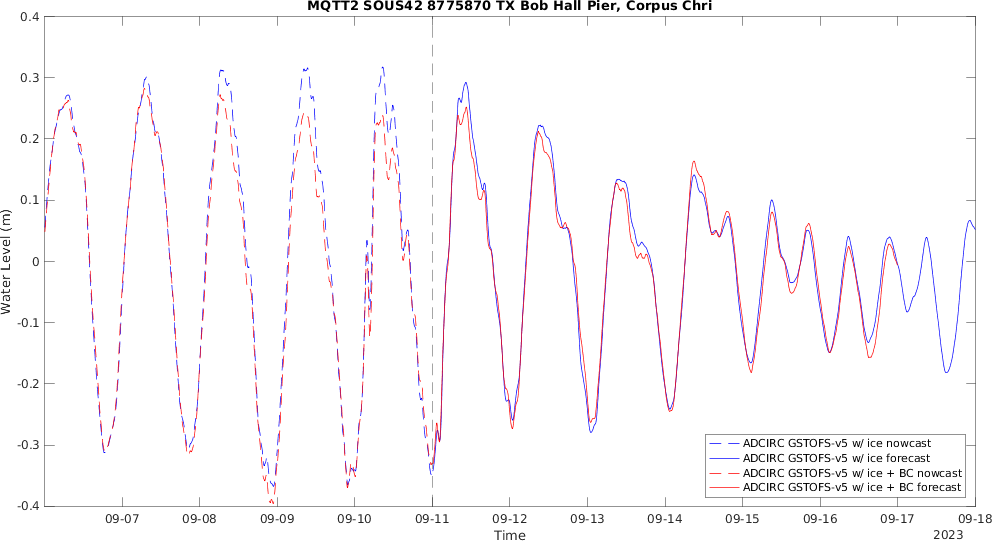 MQTT2 SOUS42 8775870 TX Bob Hall Pier, Corpus Chri
0.4
0.3
0.2
0.1
0
-0.1
-0.2
-0.3
-0.4
Water Level (m)
ADCIRC GSTOFS-v5 w/ ice nowcast
ADCIRC GSTOFS-v5 w/ ice forecast
ADCIRC GSTOFS-v5 w/ ice + BC nowcast
ADCIRC GSTOFS-v5 w/ ice + BC forecast
09-07 09-08 09-09 09-10 09-11 09-12 09-13 09-14 09-15 09-16 09-17 09-18
Time
2023